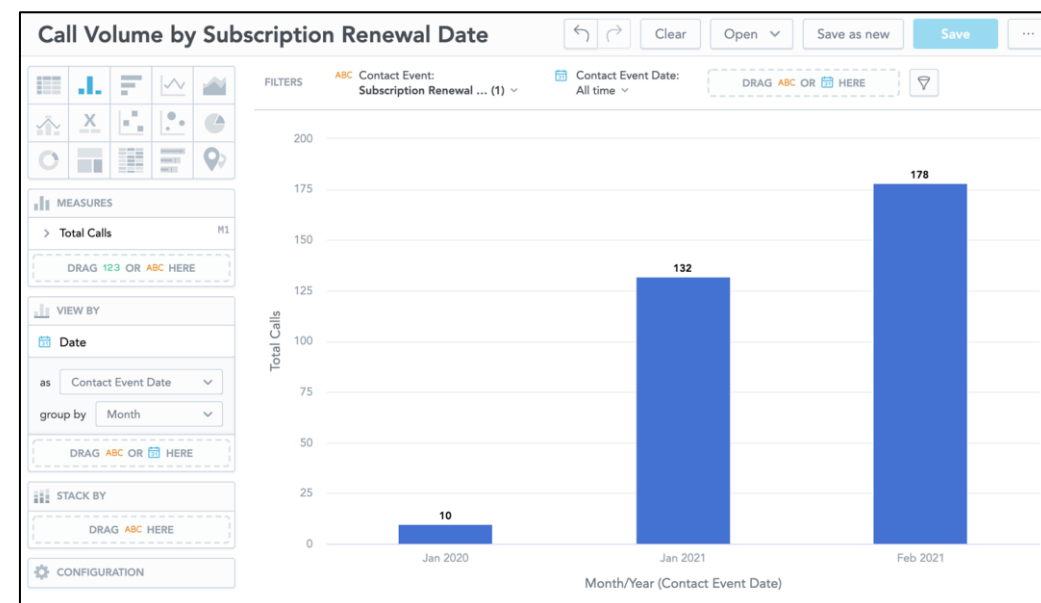 Call Volume by Subscription Renewal Date
Clear
Open
Save as new
Save
...
FILTERS
ABC Contact Event:
Subscription Renewal ... (1)
Contact Event Date:
All time
DRAG ABC OR HERE
MEASURES
Total Calls M1
DRAG 123 OR ABC HERE
VIEW BY
Date
as Contact Event Date
group by Month
DRAG ABC OR HERE
STACK BY
DRAG ABC HERE
CONFIGURATION
Total Calls
200
175
150
125
100
75
50
25
0
10
132
178
Jan 2020
Jan 2021
Feb 2021
Month/Year (Contact Event Date)